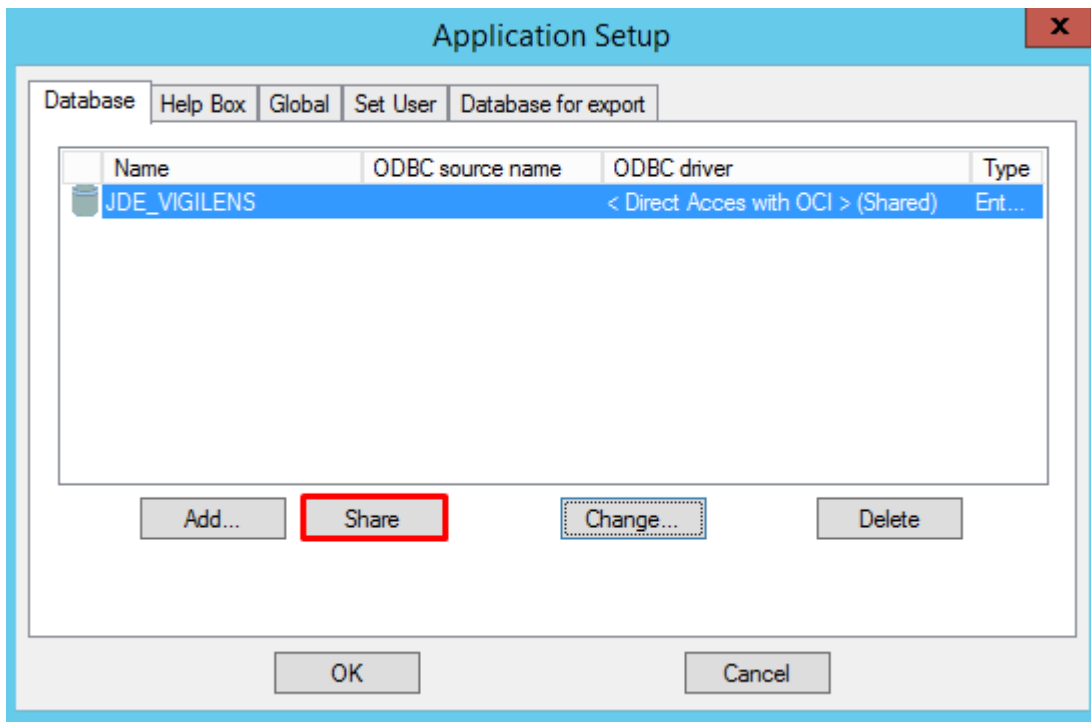 Application Setup
x
Database Help Box Global Set User Database for export
Name ODBC source name ODBC driver Type
JDE_VIGILENS < Direct Acces with OCI > (Shared) Ent...
Add... Share Change... Delete
OK Cancel